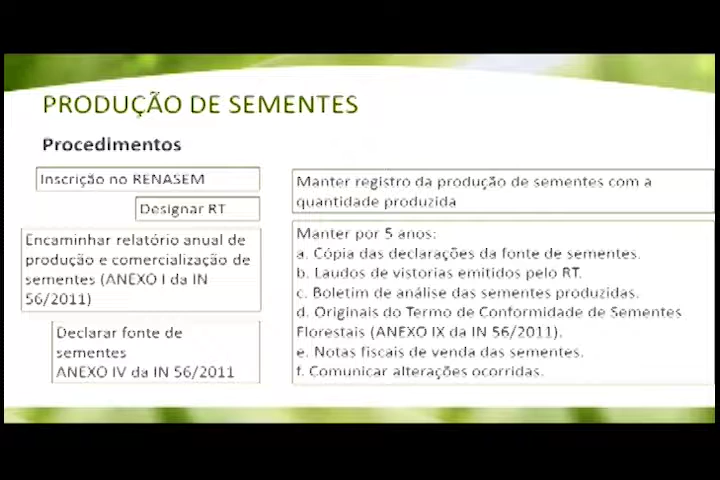 PRODUÇÃO DE SEMENTES
Procedimentos
Inscrição no RENASEM
Designar RT
Encaminhar relatório anual de
produção e comercialização de
sementes (ANEXO I da IN
56/2011)
Declarar fonte de
sementes
ANEXO IV da IN 56/2011
Manter registro da produção de sementes com a
quantidade produzida
Manter por 5 anos:
a. Cópia das declarações da fonte de sementes.
b. Laudos de vistorias emitidos pelo RT.
c. Boletim de análise das sementes produzidas.
d. Originais do Termo de Conformidade de Sementes
Florestais (ANEXO IX da IN 56/2011).
e. Notas fiscais de venda das sementes.
f. Comunicar alterações ocorridas.